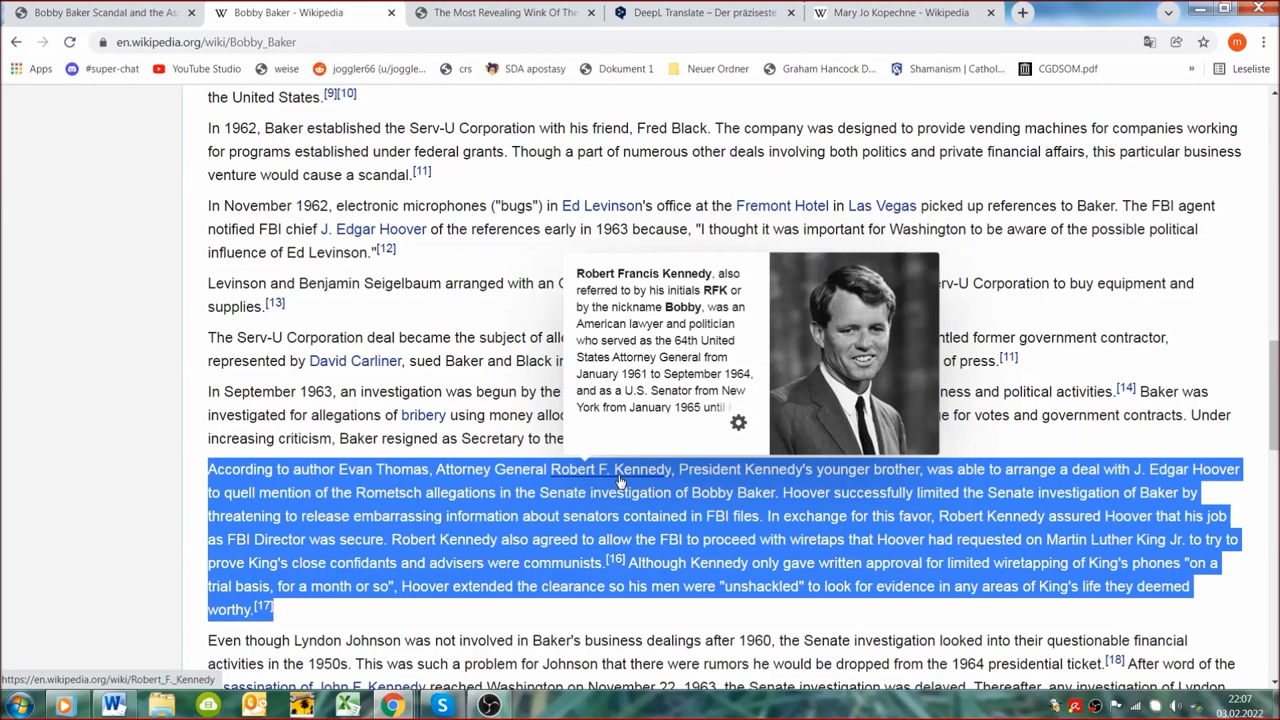 Bobby Baker Scandal and the As
Bobby Baker - Wikipedia
The Most Revealing Wink Of The
DeepL Translate – Der präziseste
Mary Jo Kopechne - Wikipedia
en.wikipedia.org/wiki/Bobby_Baker
m
Apps
#super-chat
YouTube Studio
weise
joggler66 (u/joggle...
crs
SDA apostasy
Dokument 1
Neuer Ordner
Graham Hancock D...
Shamanism | Cathol...
CGDSOM.pdf
»
Leseliste
the United States.[9][10]
In 1962, Baker established the Serv-U Corporation with his friend, Fred Black. The company was designed to provide vending machines for companies working
for programs established under federal grants. Though a part of numerous other deals involving both politics and private financial affairs, this particular business
venture would cause a scandal.[11]
In November 1962, electronic microphones ("bugs") in Ed Levinson's office at the Fremont Hotel in Las Vegas picked up references to Baker. The FBI agent
notified FBI chief J. Edgar Hoover of the references early in 1963 because, "I thought it was important for Washington to be aware of the possible political
influence of Ed Levinson."[12]
Levinson and Benjamin Seigelbaum arranged with an O
-U Corporation to buy equipment and
supplies.[13]
The Serv-U Corporation deal became the subject of alle
ntled former government contractor,
represented by David Carliner, sued Baker and Black in
of press.[11]
In September 1963, an investigation was begun by the
ness and political activities.[14] Baker was
investigated for allegations of bribery using money alloc
ge for votes and government contracts. Under
increasing criticism, Baker resigned as Secretary to the
Robert Francis Kennedy, also
referred to by his initials RFK or
by the nickname Bobby, was an
American lawyer and politician
who served as the 64th United
States Attorney General from
January 1961 to September 1964,
and as a U.S. Senator from New
York from January 1965 until
According to author Evan Thomas, Attorney General Robert F. Kennedy, President Kennedy's younger brother, was able to arrange a deal with J. Edgar Hoover
to quell mention of the Rometsch allegations in the Senate investigation of Bobby Baker. Hoover successfully limited the Senate investigation of Baker by
threatening to release embarrassing information about senators contained in FBI files. In exchange for this favor, Robert Kennedy assured Hoover that his job
as FBI Director was secure. Robert Kennedy also agreed to allow the FBI to proceed with wiretaps that Hoover had requested on Martin Luther King Jr. to try to
prove King's close confidants and advisers were communists.[16] Although Kennedy only gave written approval for limited wiretapping of King's phones "on a
trial basis, for a month or so", Hoover extended the clearance so his men were "unshackled" to look for evidence in any areas of King's life they deemed
worthy.[17]
Even though Lyndon Johnson was not involved in Baker's business dealings after 1960, the Senate investigation looked into their questionable financial
activities in the 1950s. This was such a problem for Johnson that there were rumors he would be dropped from the 1964 presidential ticket.[18] After word of the
assassination of John F. Kennedy reached Washington on November 22, 1963, the Senate investigation was delayed. Thereafter, any investigation of Lyndon
https://en.wikipedia.org/wiki/Robert_F._Kennedy
22:07
03.02.2022